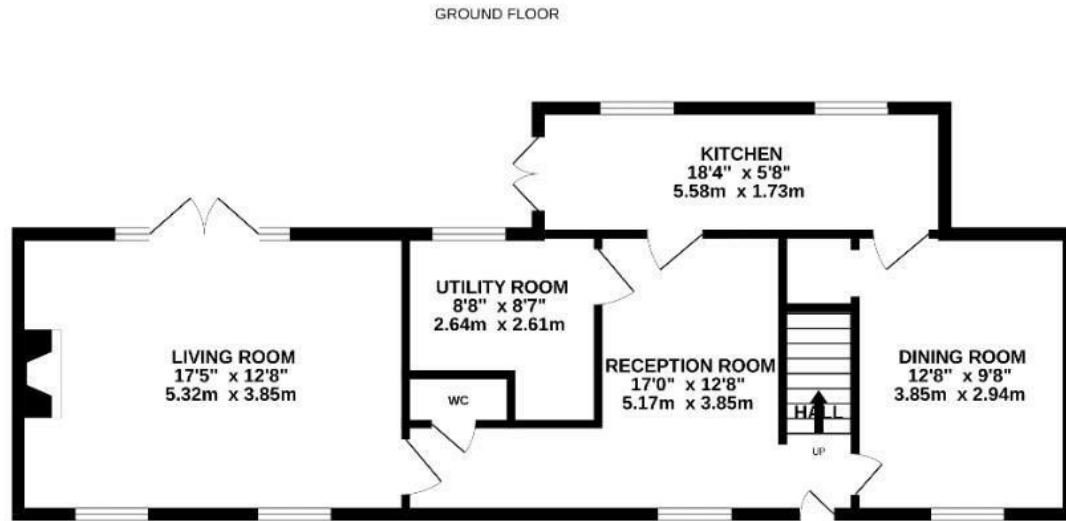 GROUND FLOOR
KITCHEN
18'4" x 5'8"
5.58m x 1.73m
UTILITY ROOM
8'8" x 8'7"
2.64m x 2.61m
LIVING ROOM
17'5" x 12'8"
5.32m x 3.85m
WC
RECEPTION ROOM
17'0" x 12'8"
5.17m x 3.85m
HALL
UP
DINING ROOM
12'8" x 9'8"
3.85m x 2.94m